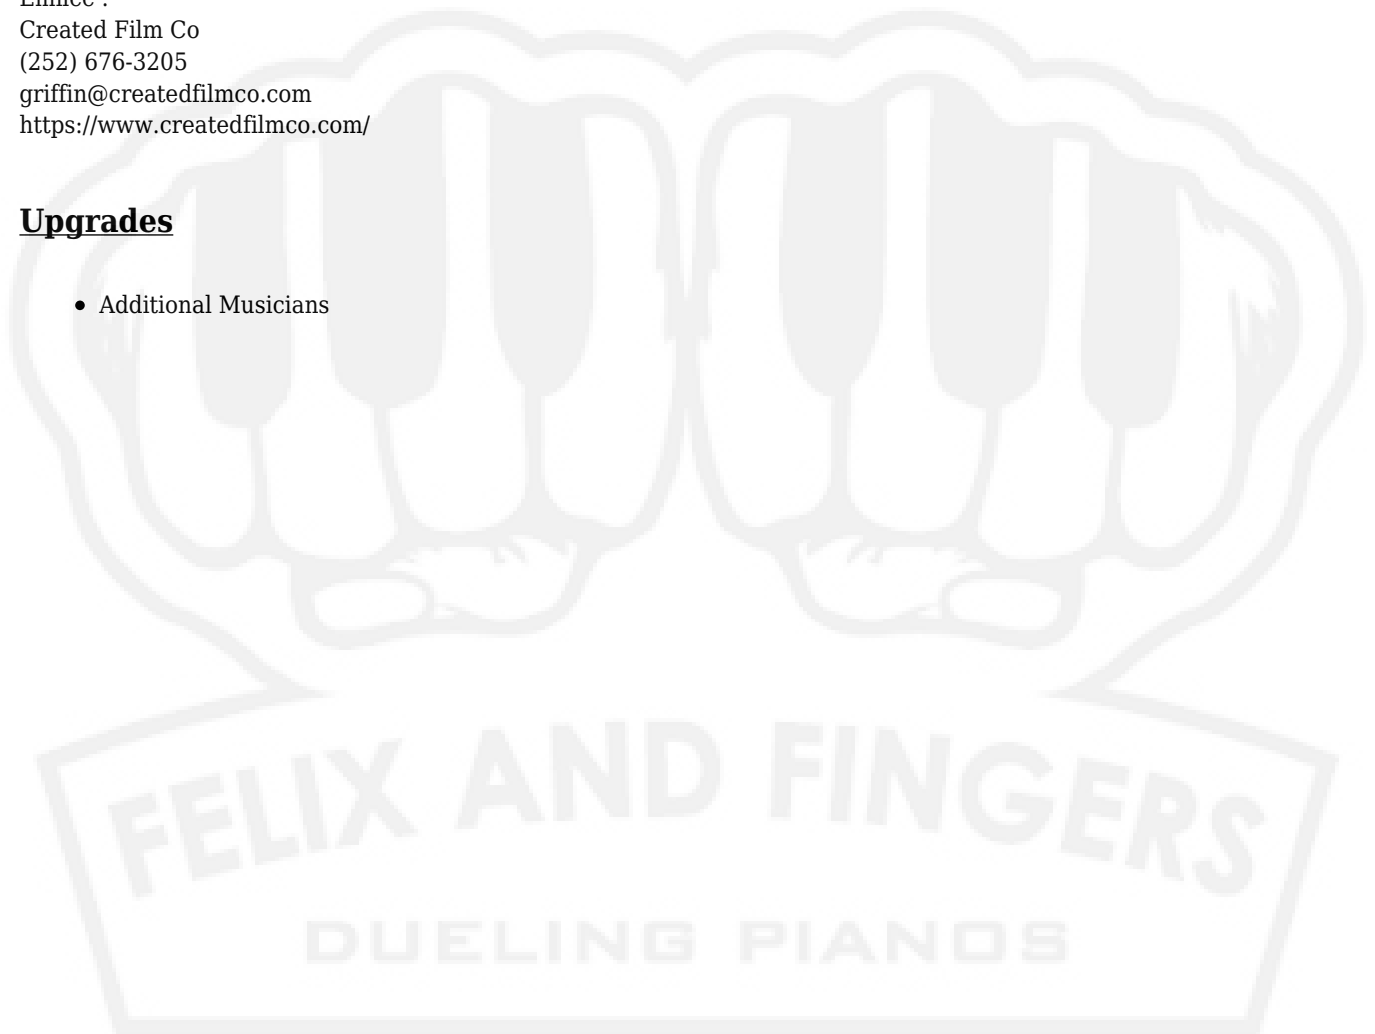 Created Film Co
(252) 676-3205
griffin@createdfilmco.com
https://www.createdfilmco.com/
Upgrades
Additional Musicians
FELIX AND FINGERS
DUELING PIANOS